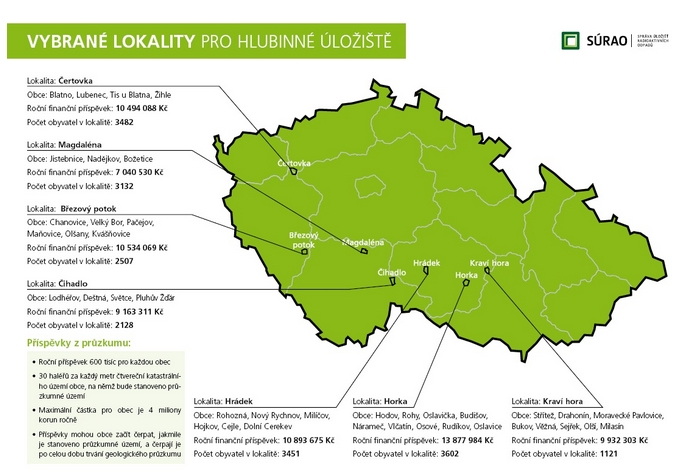 VYBRANÉ LOKALITY PRO HLUBINNÉ ÚLOŽIŠTĚ
SÚRAO
SPRÁVA ÚLOŽIŠŤ
RADIOAKTIVNÍCH
ODPADŮ
Lokalita: Čertovka
Obce: Blatno, Lubenec, Tis u Blatna, Žihle
Roční finanční příspěvek: 10 494 088 Kč
Počet obyvatel v lokalitě: 3482
Lokalita: Magdaléna
Obce: Jistebnice, Nadějkov, Božetice
Roční finanční příspěvek: 7 040 530 Kč
Počet obyvatel v lokalitě: 3132
Lokalita: Březový potok
Obce: Chanovice, Velký Bor, Pačejov,
Maňovice, Olšany, Kvášňovice
Roční finanční příspěvek: 10 534 069 Kč
Počet obyvatel v lokalitě: 2507
Lokalita: Čihadlo
Obce: Lodhéřov, Deštná, Světce, Pluhův Žďár
Roční finanční příspěvek: 9 163 311 Kč
Počet obyvatel v lokalitě: 2128
Příspěvky z průzkumu:
• Roční příspěvek 600 tisíc pro každou obec
• 30 haléřů za každý metr čtvereční katastrální-
ho území obce, na němž bude stanoveno prů-
zkumné území
• Maximální částka pro obec je 4 miliony
korun ročně
• Příspěvky mohou obce začít čerpat, jakmile
je stanoveno průzkumné území, a čerpají je
po celou dobu trvání geologického průzkumu
Čertovka
Březový
potok
Magdaléna
Čihadlo
Hrádek
Horka
Kraví hora
Lokalita: Hrádek
Obce: Rohozná, Nový Rychnov, Milíčov,
Hojkov, Cejle, Dolní Cerekev
Roční finanční příspěvek: 10 893 675 Kč
Počet obyvatel v lokalitě: 3451
Lokalita: Horka
Obce: Hodov, Rohy, Oslavička, Budišov,
Nárameč, Vlčatín, Osové, Rudíkov, Oslavice
Roční finanční příspěvek: 13 877 984 Kč
Počet obyvatel v lokalitě: 3602
Lokalita: Kraví hora
Obce: Střítež, Drahonín, Moravecké Pavlovice,
Bukov, Věžná, Sejřek, Olší, Milasín
Roční finanční příspěvek: 9 932 303 Kč
Počet obyvatel v lokalitě: 1121